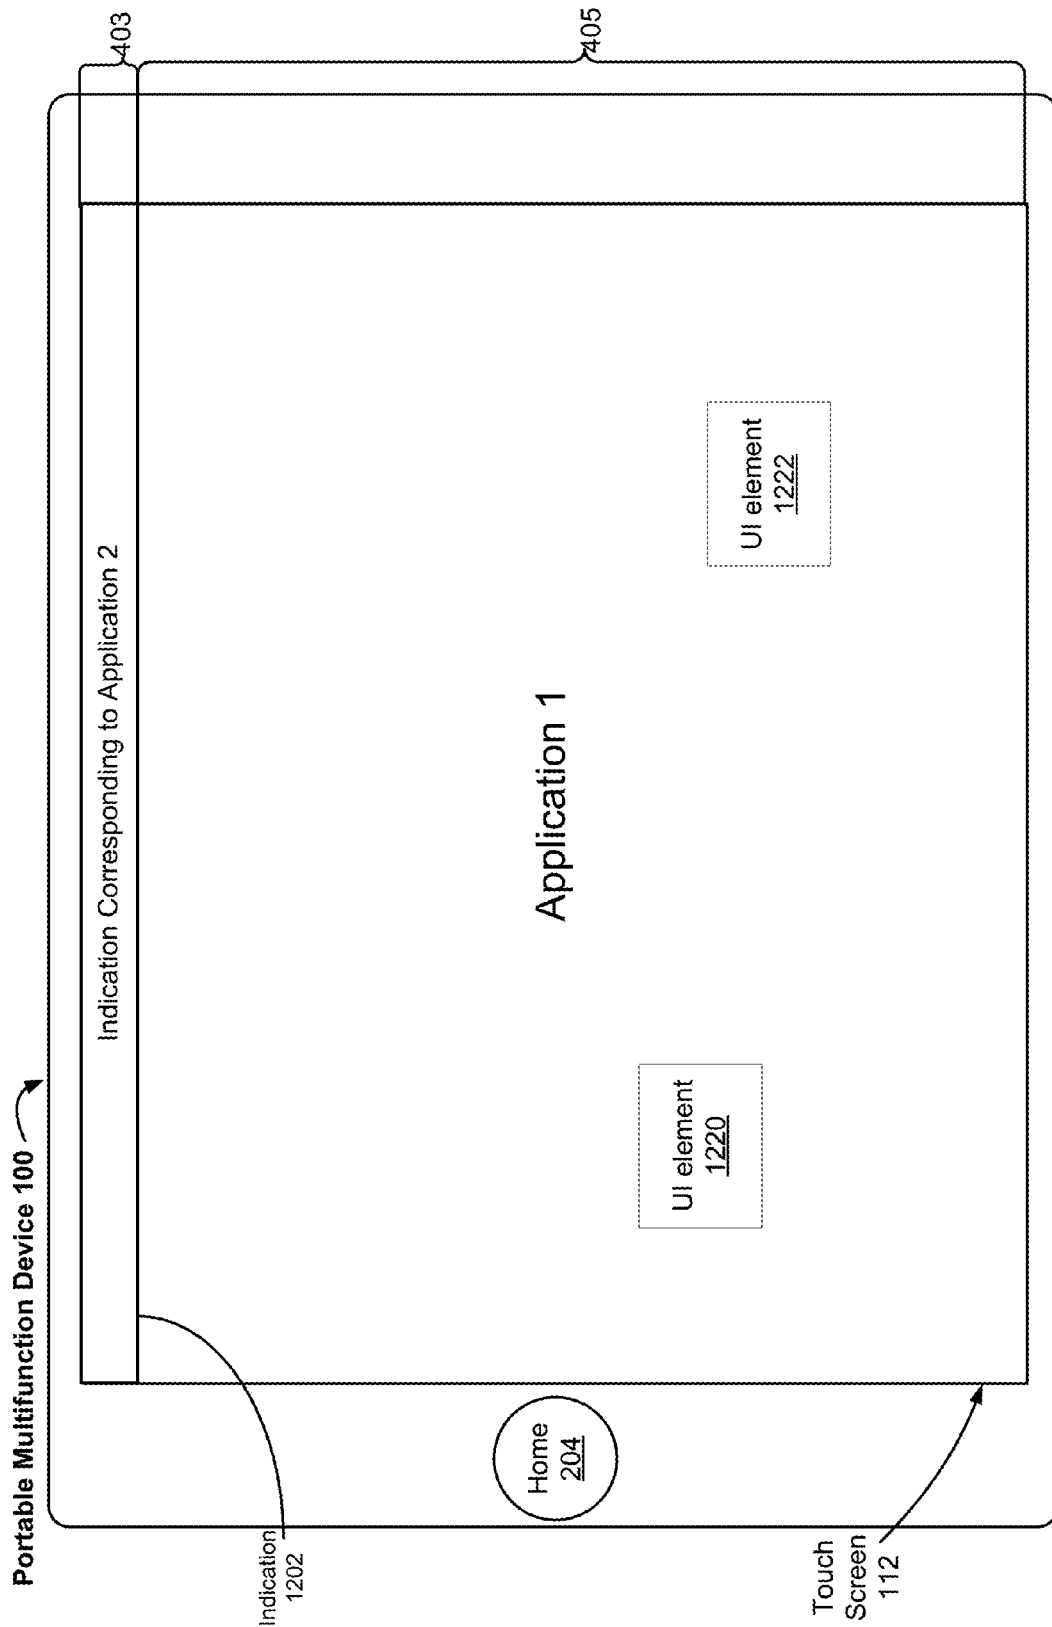 Portable Multifunction Device 100
403
405
Indication Corresponding to Application 2
Application 1
UI element
1220
UI element
1222
Home
204
Indication
1202
Touch
Screen
112